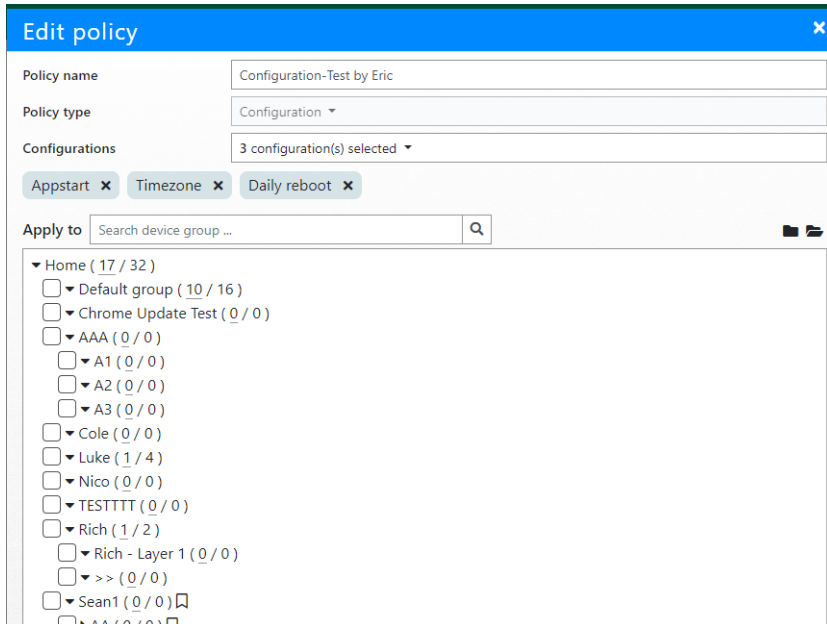 Edit policy ×
Policy name Configuration-Test by Eric
Policy type Configuration
Configurations 3 configuration(s) selected
Appstart × Timezone × Daily reboot ×
Apply to Search device group ...
Home ( 17 / 32 )
Default group ( 10 / 16 )
Chrome Update Test ( 0 / 0 )
AAA ( 0 / 0 )
A1 ( 0 / 0 )
A2 ( 0 / 0 )
A3 ( 0 / 0 )
Cole ( 0 / 0 )
Luke ( 1 / 4 )
Nico ( 0 / 0 )
TESTTTT ( 0 / 0 )
Rich ( 1 / 2 )
Rich - Layer 1 ( 0 / 0 )
>> ( 0 / 0 )
Sean1 ( 0 / 0 )
AA ( 0 / 0 )